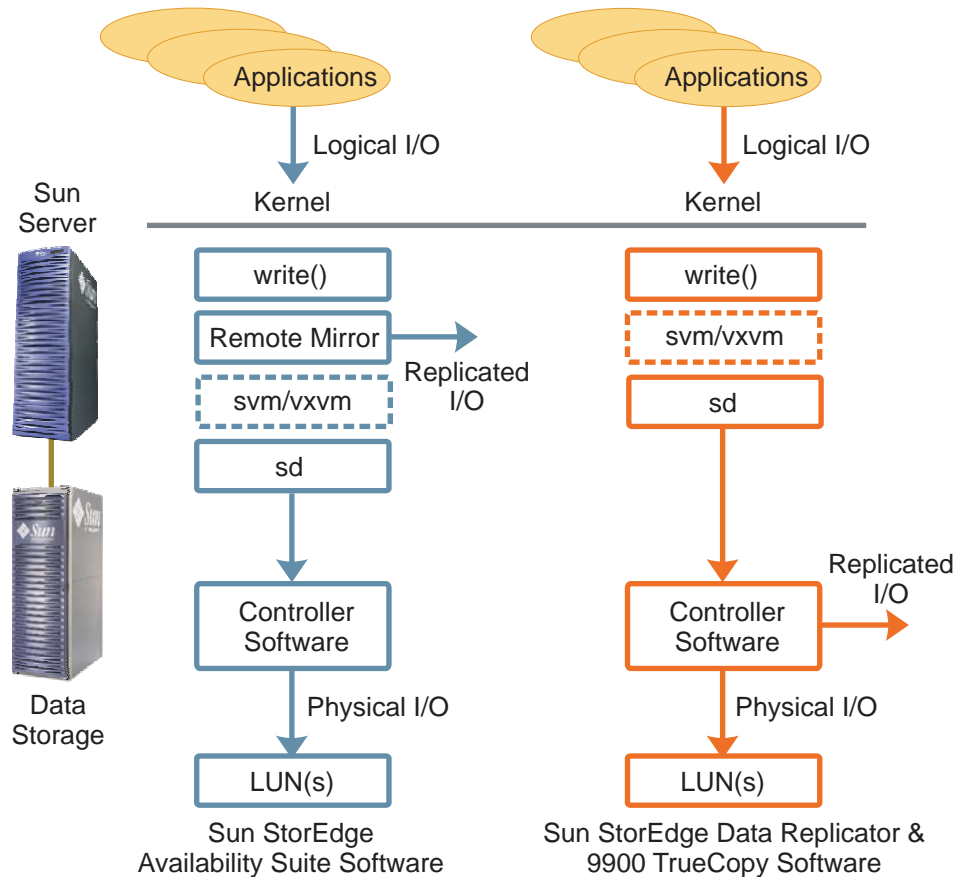 Applications
Applications
Logical I/O
Logical I/O
Sun
Server
Kernel
Kernel
write()
write()
Remote Mirror
svm/vxvm
Replicated
I/O
svm/vxvm
sd
sd
Sun
Sun
Replicated
I/O
Controller
Software
Controller
Software
Data
Storage
Physical I/O
Physical I/O
LUN(s)
LUN(s)
Sun StorEdge
Availability Suite Software
Sun StorEdge Data Replicator &
9900 TrueCopy Software